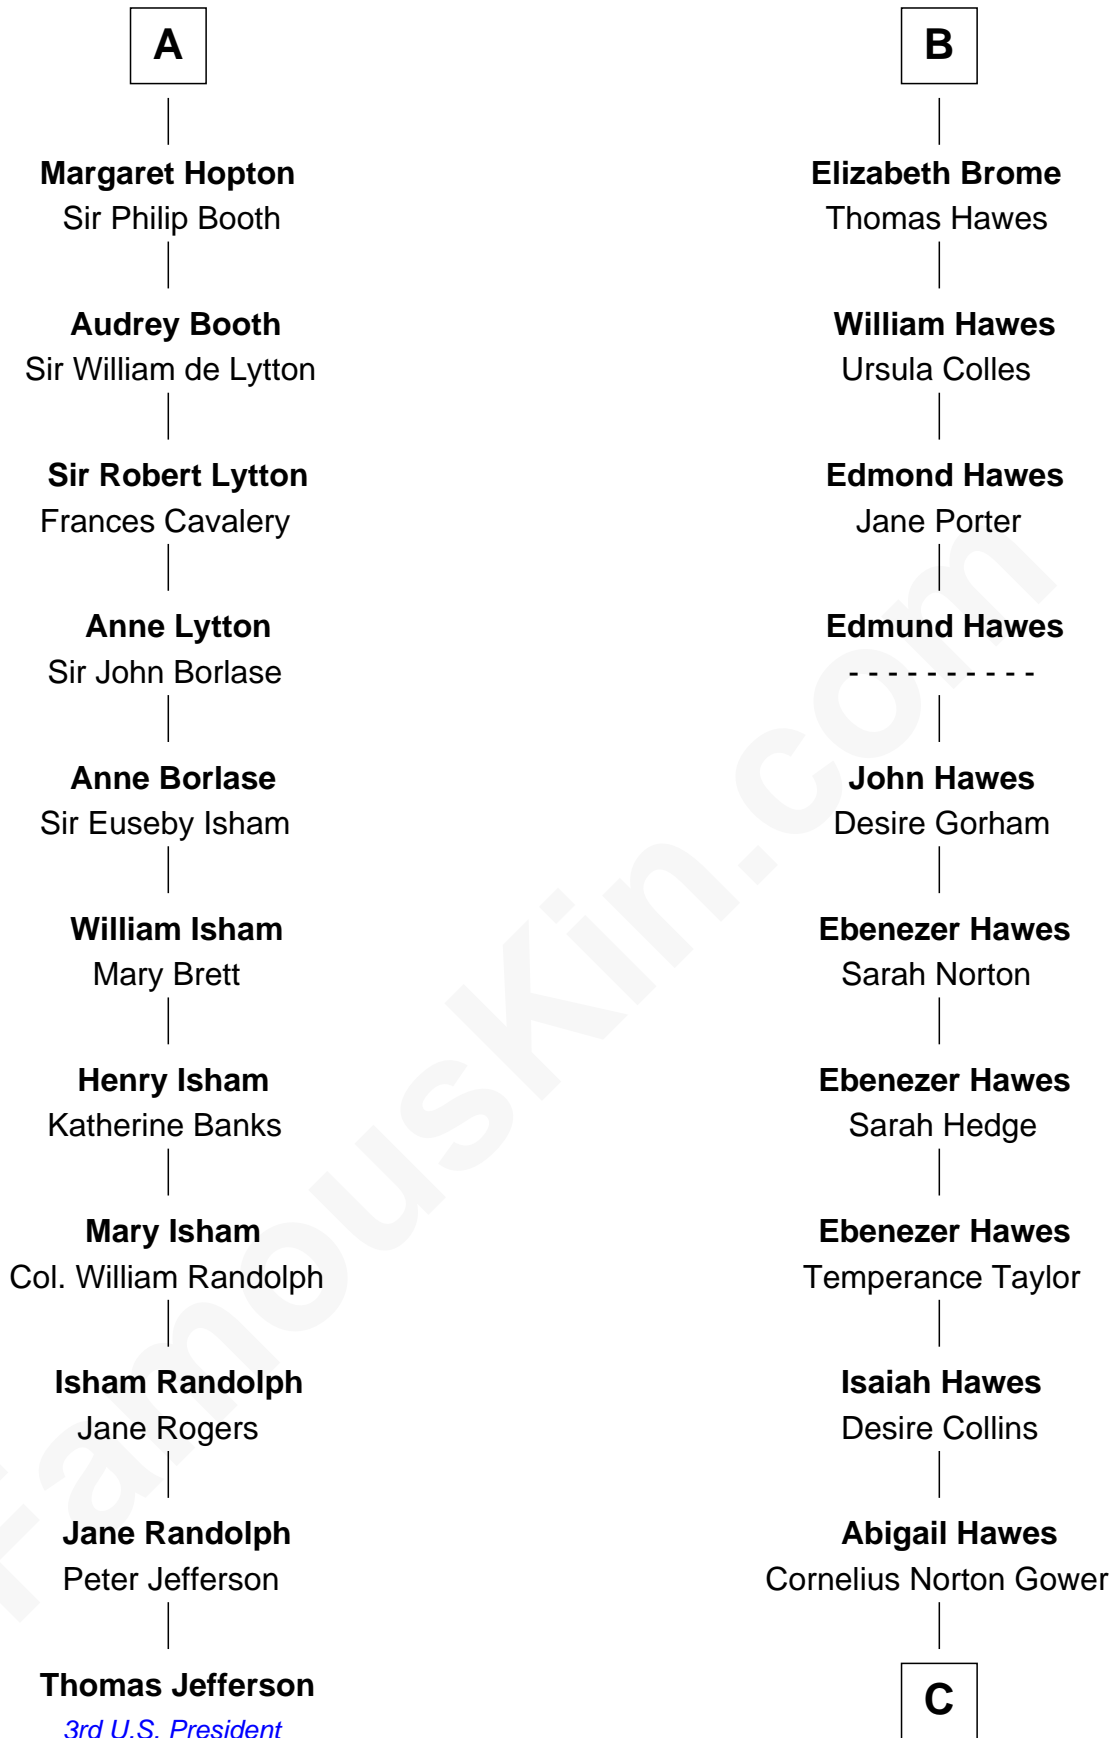 A
Margaret Hopton
Sir Philip Booth
Audrey Booth
Sir William de Lytton
Sir Robert Lytton
Frances Cavalery
Anne Lytton
Sir John Borlase
Anne Borlase
Sir Euseby Isham
William Isham
Mary Brett
Henry Isham
Katherine Banks
Mary Isham
Col. William Randolph
Isham Randolph
Jane Rogers
Jane Randolph
Peter Jefferson
Thomas Jefferson
3rd U.S. President
B
Elizabeth Brome
Thomas Hawes
William Hawes
Ursula Colles
Edmond Hawes
Jane Porter
Edmund Hawes
- - - - - - - - - -
John Hawes
Desire Gorham
Ebenezer Hawes
Sarah Norton
Ebenezer Hawes
Sarah Hedge
Ebenezer Hawes
Temperance Taylor
Isaiah Hawes
Desire Collins
Abigail Hawes
Cornelius Norton Gower
C
FamousKin.com